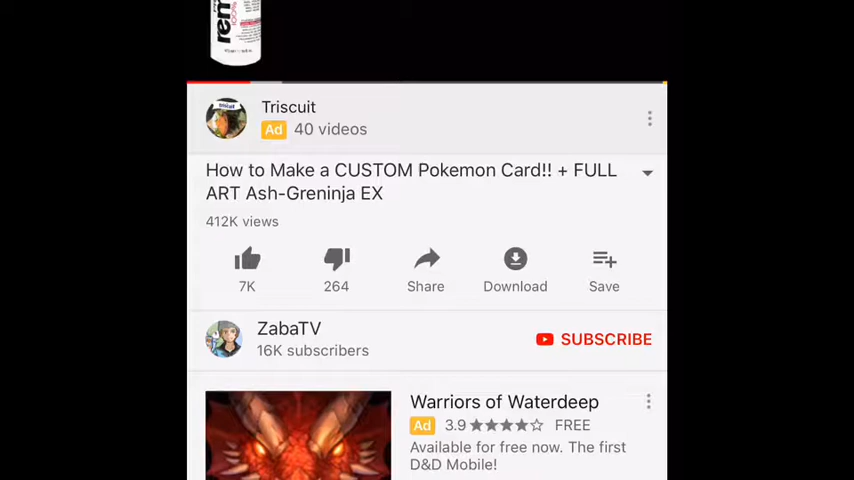 100%
Triscuit
Ad 40 videos
How to Make a CUSTOM Pokemon Card!! + FULL
ART Ash-Greninja EX
412K views
7K 264 Share Download Save
ZabaTV
16K subscribers
SUBSCRIBE
Warriors of Waterdeep
Ad 3.9 ★★★★☆ FREE
Available for free now. The first
D&D Mobile!